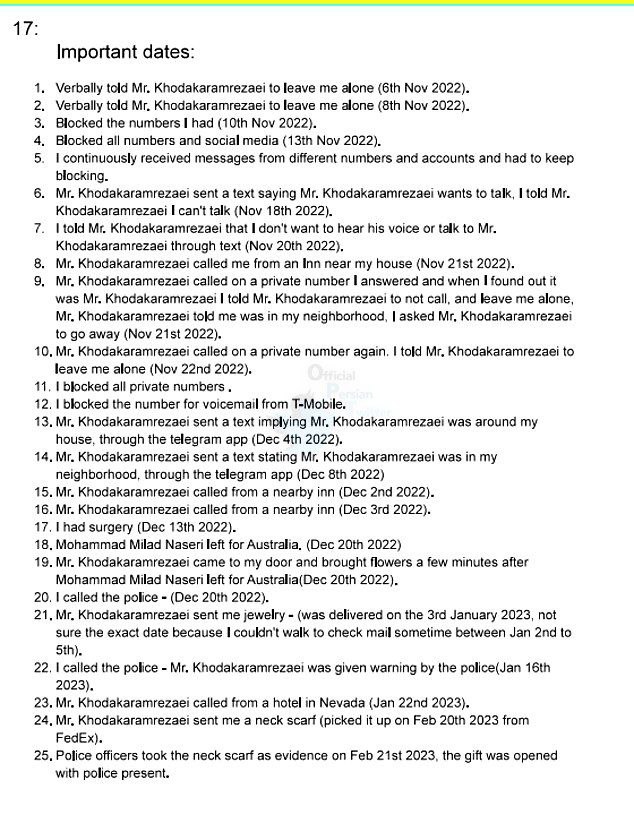 17:
Important dates:
1. Verbally told Mr. Khodakaramrezaei to leave me alone (6th Nov 2022).
2. Verbally told Mr. Khodakaramrezaei to leave me alone (8th Nov 2022).
3. Blocked the numbers I had (10th Nov 2022).
4. Blocked all numbers and social media (13th Nov 2022).
5. I continuously received messages from different numbers and accounts and had to keep
blocking.
6. Mr. Khodakaramrezaei sent a text saying Mr. Khodakaramrezaei wants to talk, I told Mr.
Khodakaramrezaei I can't talk (Nov 18th 2022).
7. I told Mr. Khodakaramrezaei that I don't want to hear his voice or talk to Mr.
Khodakaramrezaei through text (Nov 20th 2022).
8. Mr. Khodakaramrezaei called me from an Inn near my house (Nov 21st 2022).
9. Mr. Khodakaramrezaei called on a private number I answered and when I found out it
was Mr. Khodakaramrezaei I told Mr. Khodakaramrezaei to not call, and leave me alone,
Mr. Khodakaramrezaei told me was in my neighborhood, I asked Mr. Khodakaramrezaei
to go away (Nov 21st 2022).
10. Mr. Khodakaramrezaei called on a private number again. I told Mr. Khodakaramrezaei to
leave me alone (Nov 22nd 2022).
Official
11. I blocked all private numbers .
Persian
12. I blocked the number for voicemail from T-Mobile.
13. Mr. Khodakaramrezaei sent a text implying Mr. Khodakaramrezaei was around my
house, through the telegram app (Dec 4th 2022).
14. Mr. Khodakaramrezaei sent a text stating Mr. Khodakaramrezaei was in my
neighborhood, through the telegram app (Dec 8th 2022)
15. Mr. Khodakaramrezaei called from a nearby inn (Dec 2nd 2022).
16. Mr. Khodakaramrezaei called from a nearby inn (Dec 3rd 2022).
17. I had surgery (Dec 13th 2022).
18. Mohammad Milad Naseri left for Australia. (Dec 20th 2022)
19. Mr. Khodakaramrezaei came to my door and brought flowers a few minutes after
Mohammad Milad Naseri left for Australia(Dec 20th 2022).
20. I called the police - (Dec 20th 2022).
21. Mr. Khodakaramrezaei sent me jewelry - (was delivered on the 3rd January 2023, not
sure the exact date because I couldn't walk to check mail sometime between Jan 2nd to
5th).
22. I called the police - Mr. Khodakaramrezaei was given warning by the police(Jan 16th
2023).
23. Mr. Khodakaramrezaei called from a hotel in Nevada (Jan 22nd 2023).
24. Mr. Khodakaramrezaei sent me a neck scarf (picked it up on Feb 20th 2023 from
FedEx).
25. Police officers took the neck scarf as evidence on Feb 21st 2023, the gift was opened
with police present.